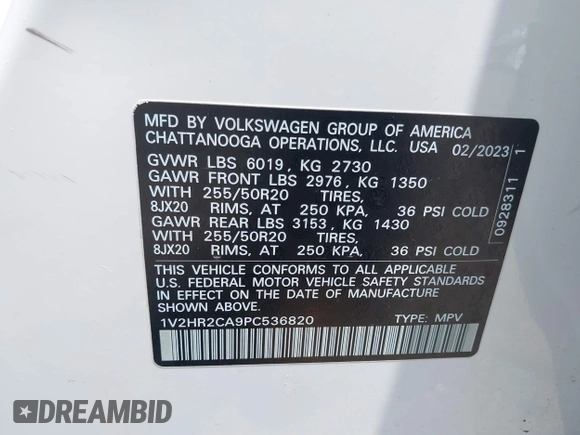 MFD BY VOLKSWAGEN GROUP OF AMERICA
CHATTANOOGA OPERATIONS, LLC. USA 02/2023
GVWR LBS 6019, KG 2730
GAWR FRONT LBS 2976, KG 1350
WITH 255/50R20 TIRES,
8JX20 RIMS, AT 250 KPA, 36 PSI COLD
GAWR REAR LBS 3153, KG 1430
WITH 255/50R20 TIRES,
8JX20 RIMS, AT 250 KPA, 36 PSI COLD
THIS VEHICLE CONFORMS TO ALL APPLICABLE
U.S. FEDERAL MOTOR VEHICLE SAFETY STANDARDS
IN EFFECT ON THE DATE OF MANUFACTURE
SHOWN ABOVE.
1V2HR2CA9PC536820 TYPE: MPV
0928311 1
DREAMBID